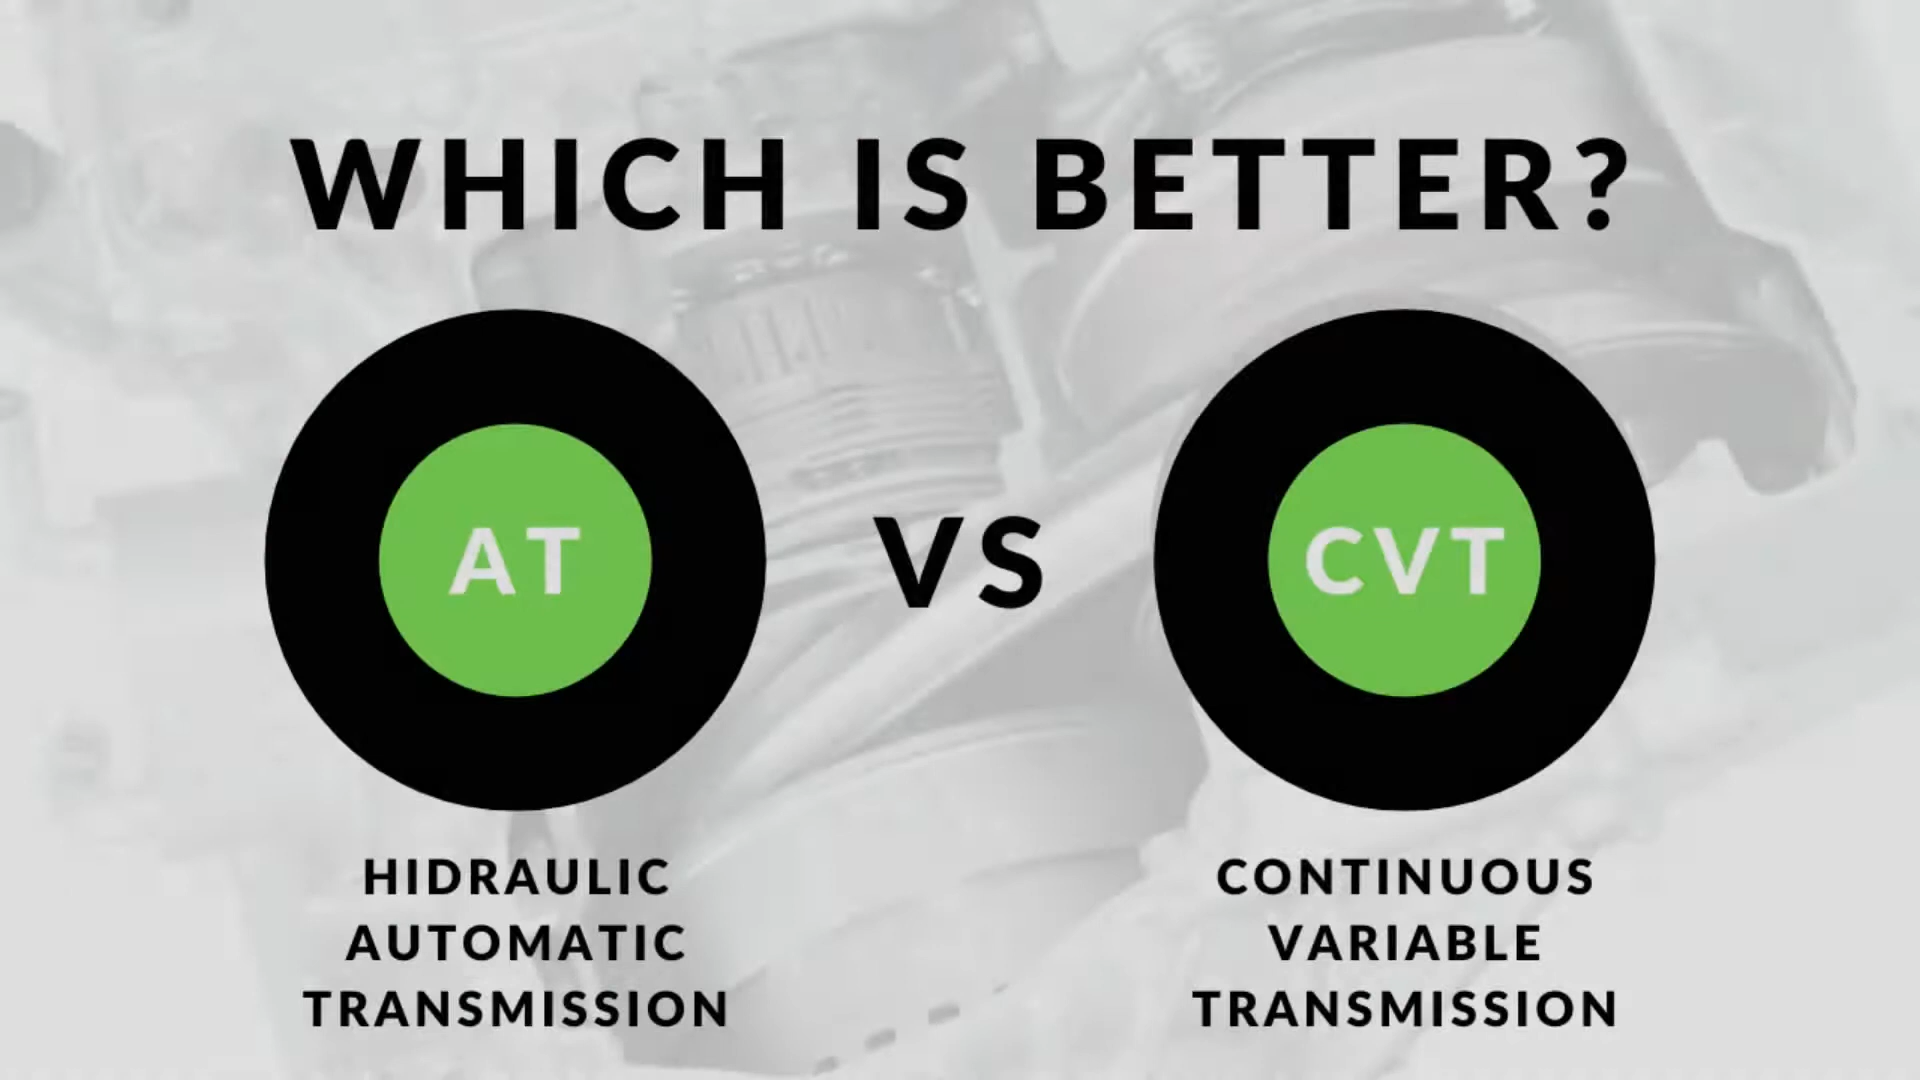 WHICH IS BETTER?
AT
VS
CVT
HIDRAULIC
AUTOMATIC
TRANSMISSION
CONTINUOUS
VARIABLE
TRANSMISSION